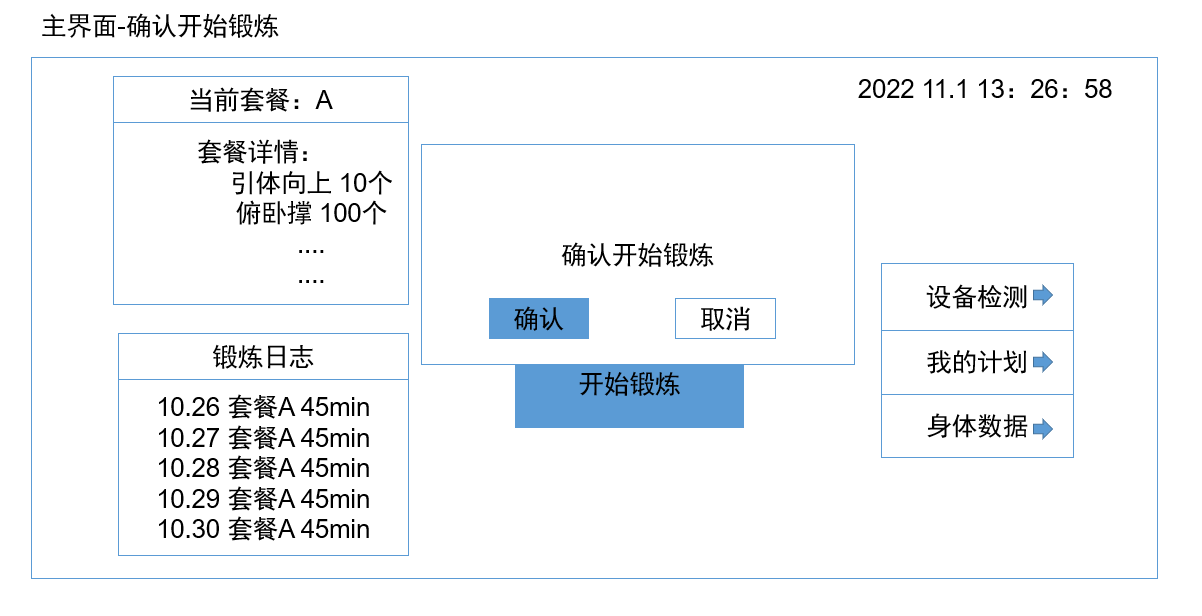 主界面-确认开始锻炼
2022 11.1 13：26：58
当前套餐：A
套餐详情：
引体向上 10个
俯卧撑 100个
....
....
确认开始锻炼
确认
取消
开始锻炼
设备检测
我的计划
身体数据
锻炼日志
10.26 套餐A 45min
10.27 套餐A 45min
10.28 套餐A 45min
10.29 套餐A 45min
10.30 套餐A 45min